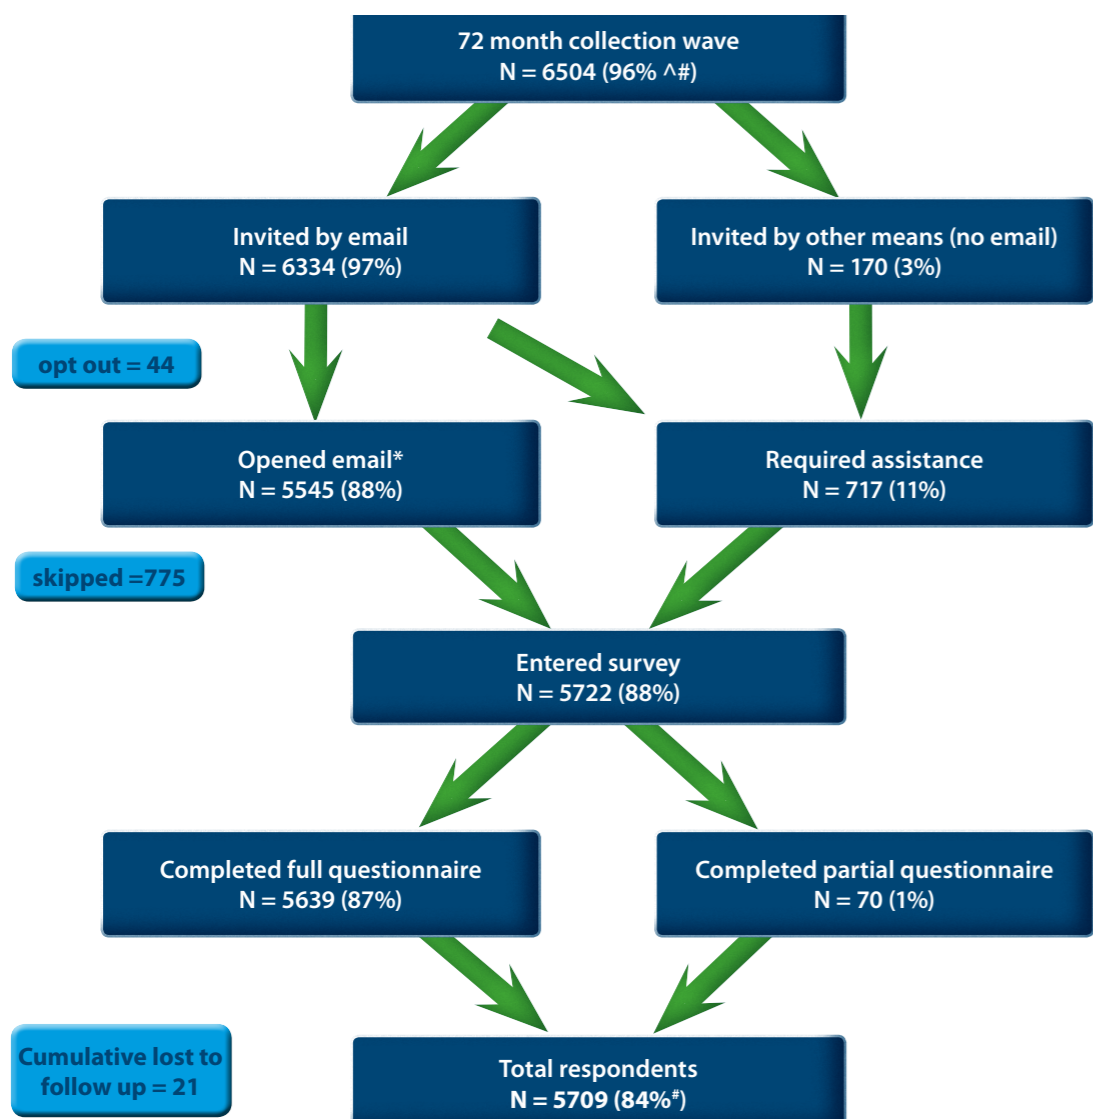 72 month collection wave
N = 6504 (96% ^#)
Invited by email
N = 6334 (97%)
Invited by other means (no email)
N = 170 (3%)
opt out = 44
Opened email*
N = 5545 (88%)
Required assistance
N = 717 (11%)
skipped =775
Entered survey
N = 5722 (88%)
Completed full questionnaire
N = 5639 (87%)
Completed partial questionnaire
N = 70 (1%)
Cumulative lost to
follow up = 21
Total respondents
N = 5709 (84%#)